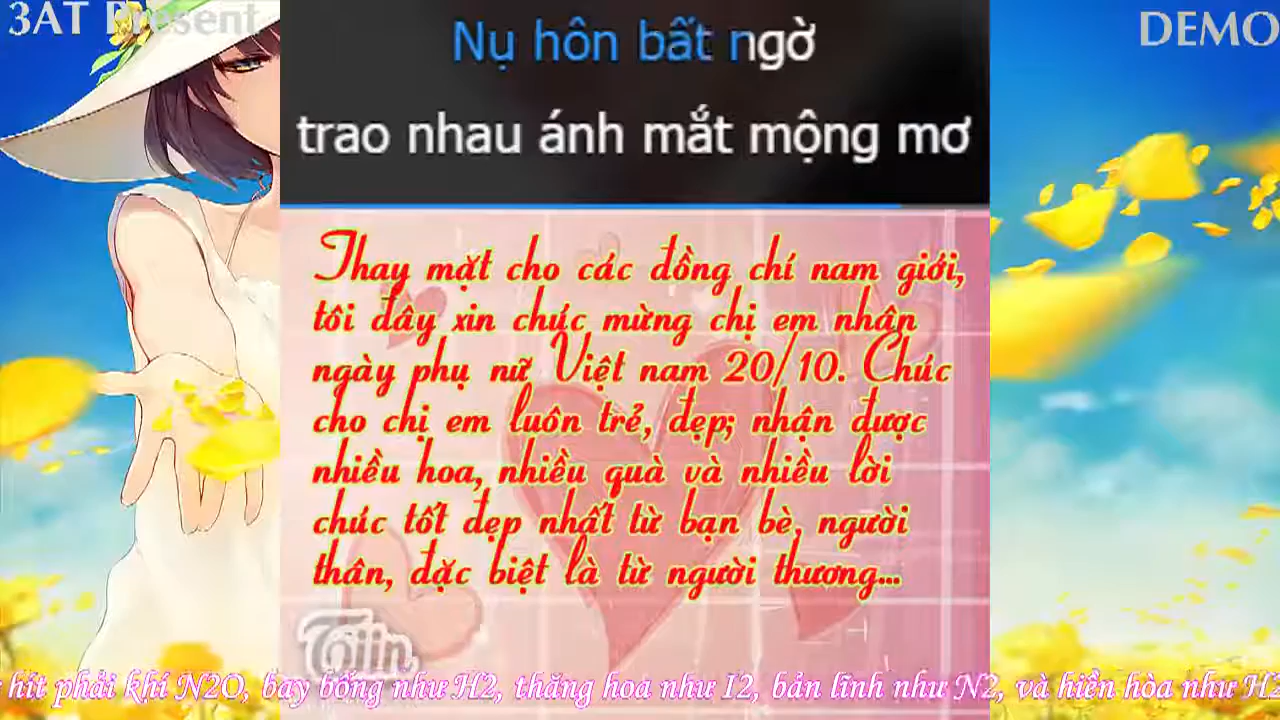 3AT Present
DEMO
Nụ hôn bất ngờ
trao nhau ánh mắt mộng mơ
Thay mặt cho các đồng chí nam giới,
tôi đây xin chúc mừng chị em nhân
ngày phụ nữ Việt nam 20/10. Chúc
cho chị em luôn trẻ, đẹp; nhận được
nhiều hoa, nhiều quà và nhiều lời
chúc tốt đẹp nhất từ bạn bè, người
thân, đặc biệt là từ người thương...
hít phải khí N2O, bay bổng như H2, thăng hoa như I2, bản lĩnh như N2, và hiền hòa như